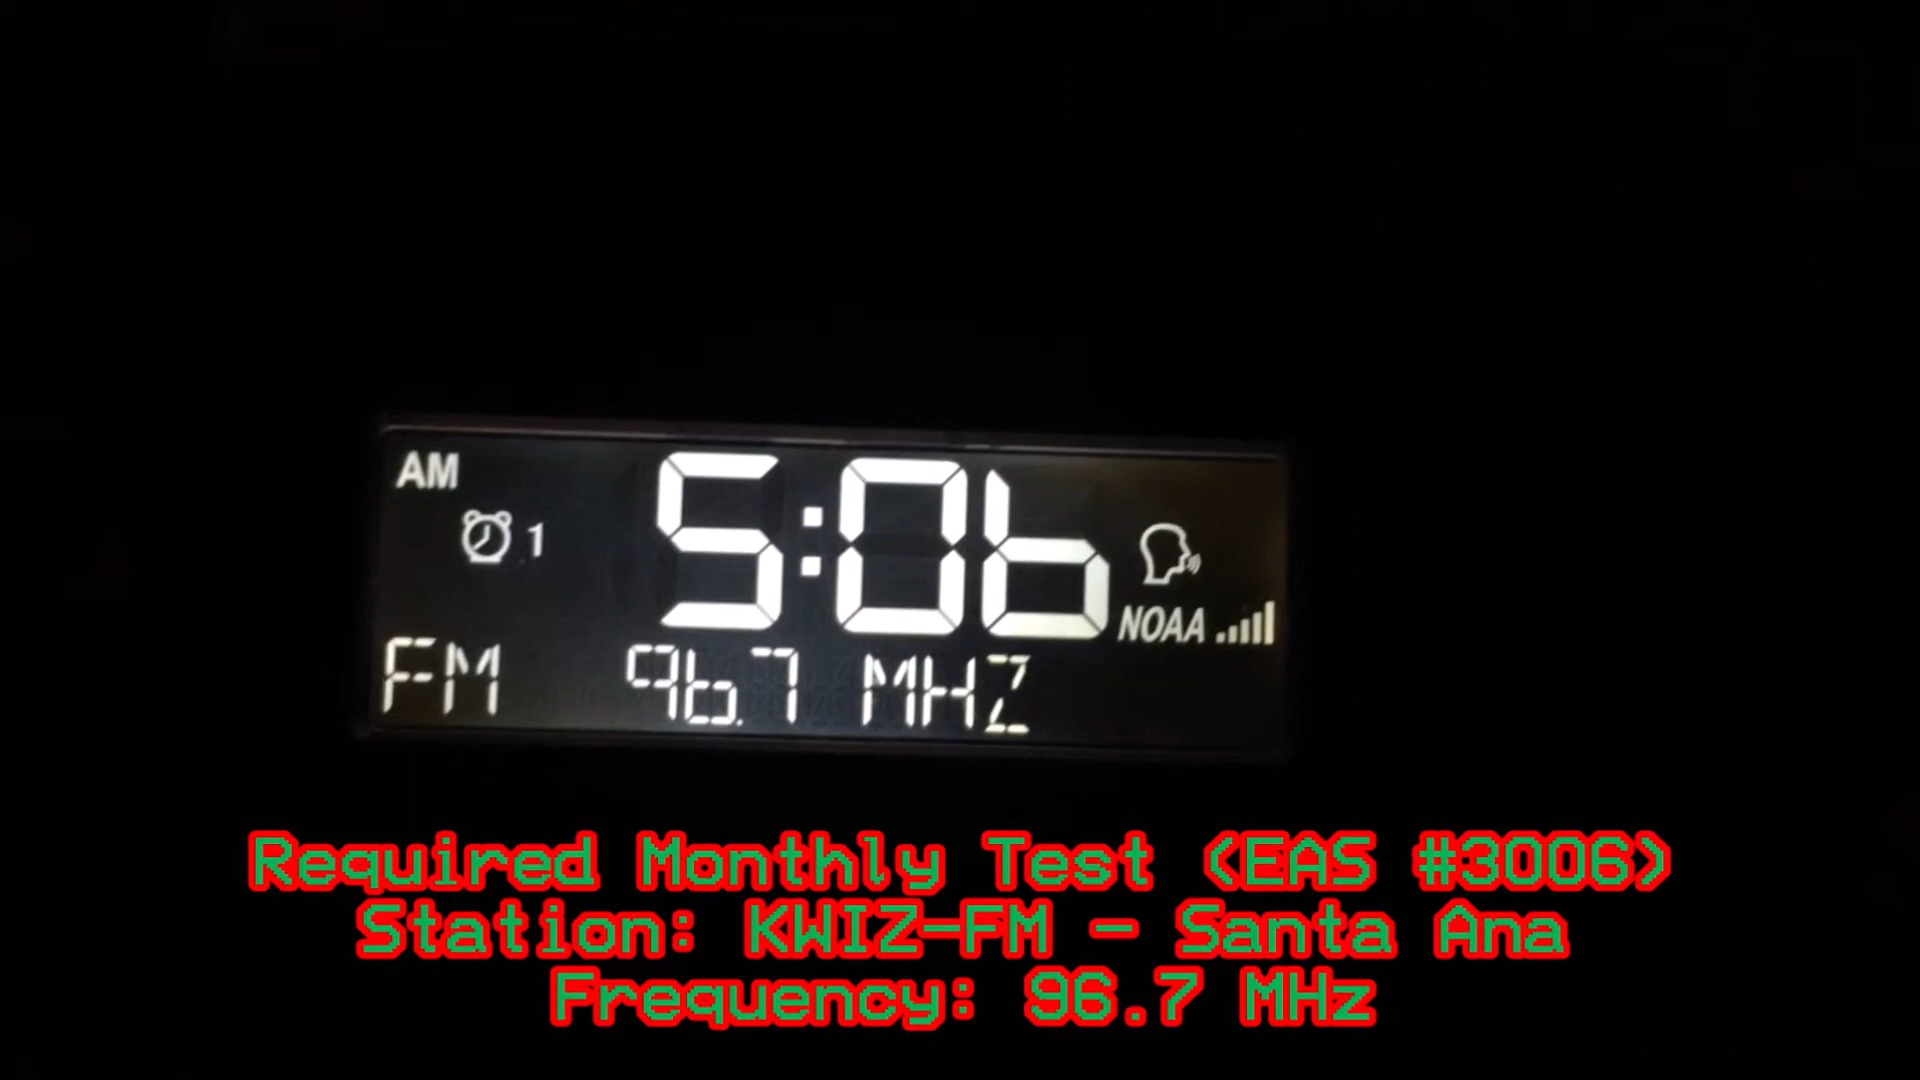 AM
1
5:06
NOAA
FM 96.7 MHZ
Required Monthly Test (EAS #3006)
Station: KWIZ-FM - Santa Ana
Frequency: 96.7 MHz